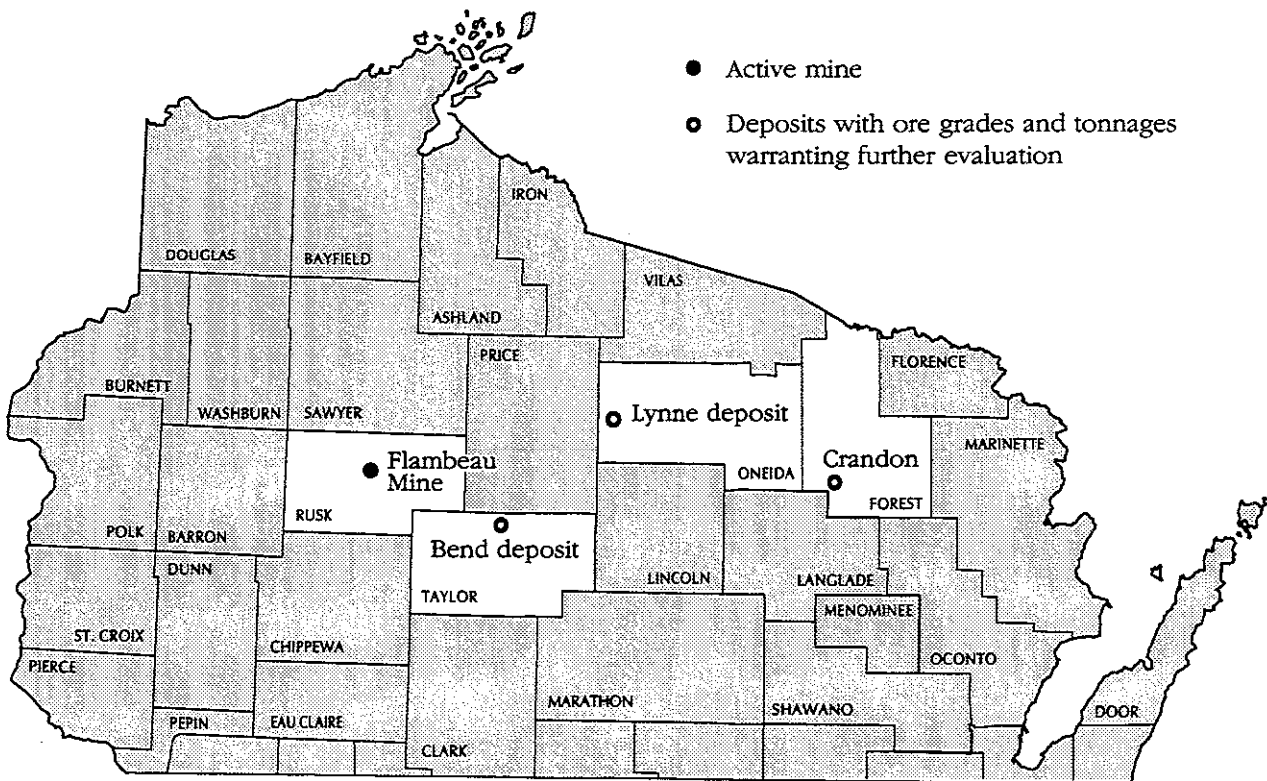 Active mine
Deposits with ore grades and tonnages
warranting further evaluation
IRON
DOUGLAS
BAYFIELD
VILAS
ASHLAND
PRICE
FLORENCE
BURNETT
WASHBURN
SAWYER
Lynne deposit
MARINETTE
Flambeau
Mine
ONEIDA
Crandon
FOREST
RUSK
POLK
BARRON
Bend deposit
DUNN
LINCOLN
LANGLADE
TAYLOR
MENOMINEE
ST. CROIX
CHIPPEWA
OCONTO
PIERCE
MARATHON
SHAWANO
DOOR
PEPIN
EAU CLAIRE
CLARK